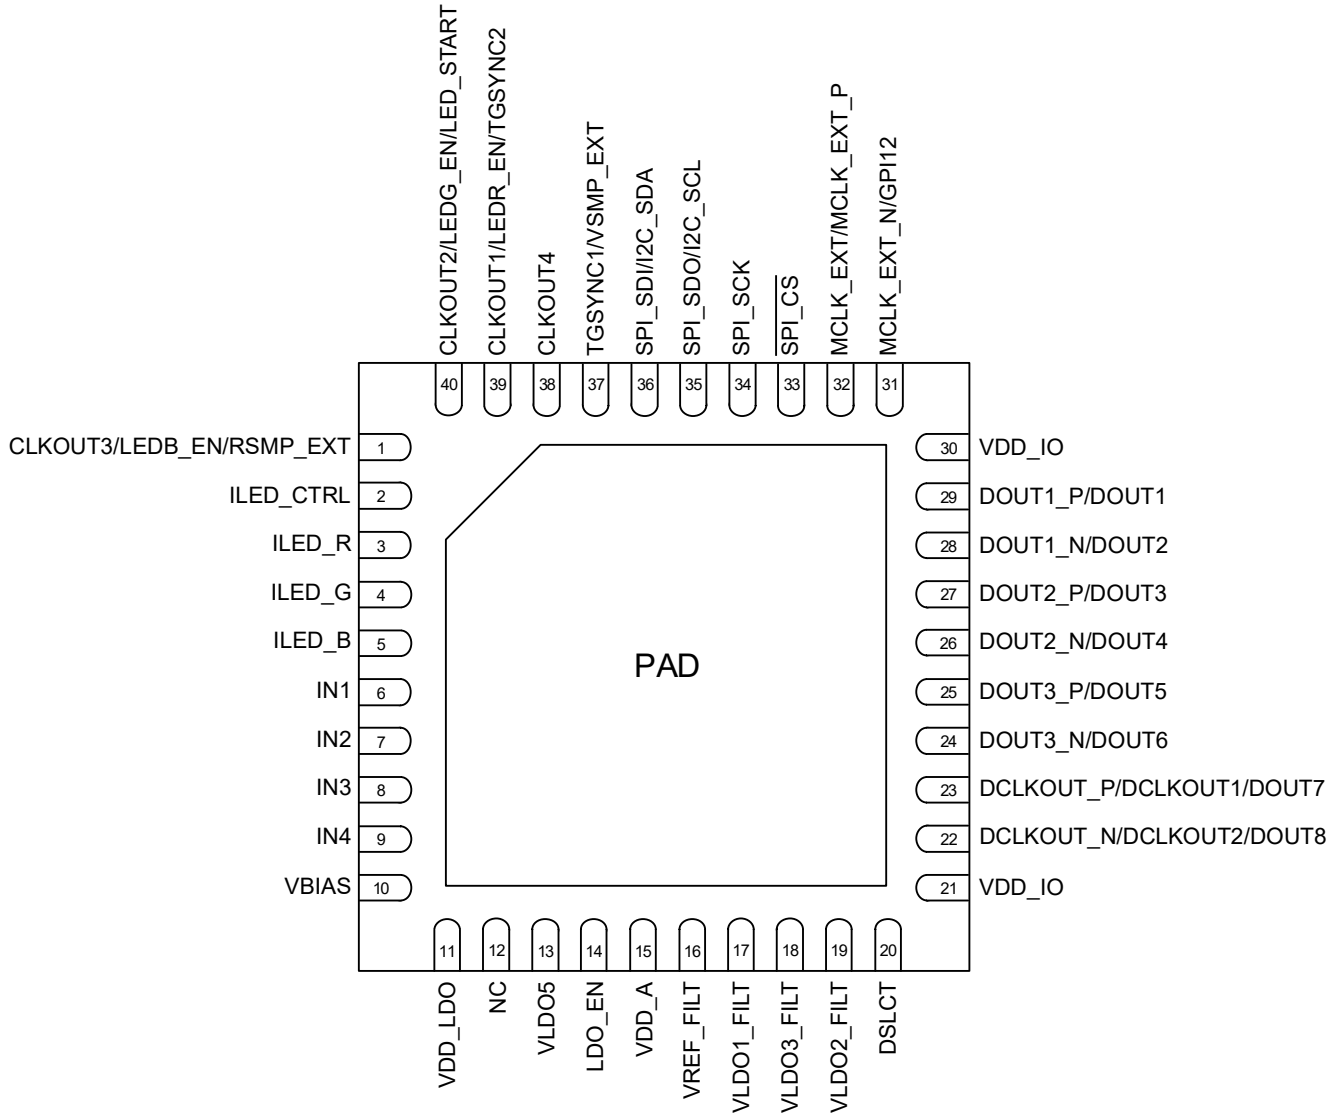 CLKOUT2/LEDG_EN/LED_START
CLKOUT1/LEDR_EN/TGSYNC2
CLKOUT4
TGSYNC1/VSMP_EXT
SPI_SDI/I2C_SDA
SPI_SDO/I2C_SCL
SPI_SCK
SPI_CS
MCLK_EXT/MCLK_EXT_P
MCLK_EXT_N/GPI12
40
39
38
37
36
35
34
33
32
31
CLKOUT3/LEDB_EN/RSMP_EXT 1
ILED_CTRL 2
ILED_R 3
ILED_G 4
ILED_B 5
IN1 6
IN2 7
IN3 8
IN4 9
VBIAS 10
PAD
30 VDD_IO
29 DOUT1_P/DOUT1
28 DOUT1_N/DOUT2
27 DOUT2_P/DOUT3
26 DOUT2_N/DOUT4
25 DOUT3_P/DOUT5
24 DOUT3_N/DOUT6
23 DCLKOUT_P/DCLKOUT1/DOUT7
22 DCLKOUT_N/DCLKOUT2/DOUT8
21 VDD_IO
11
12
13
14
15
16
17
18
19
20
VDD_LDO
NC
VLDO5
LDO_EN
VDD_A
VREF_FILT
VLDO1_FILT
VLDO3_FILT
VLDO2_FILT
DSLCT